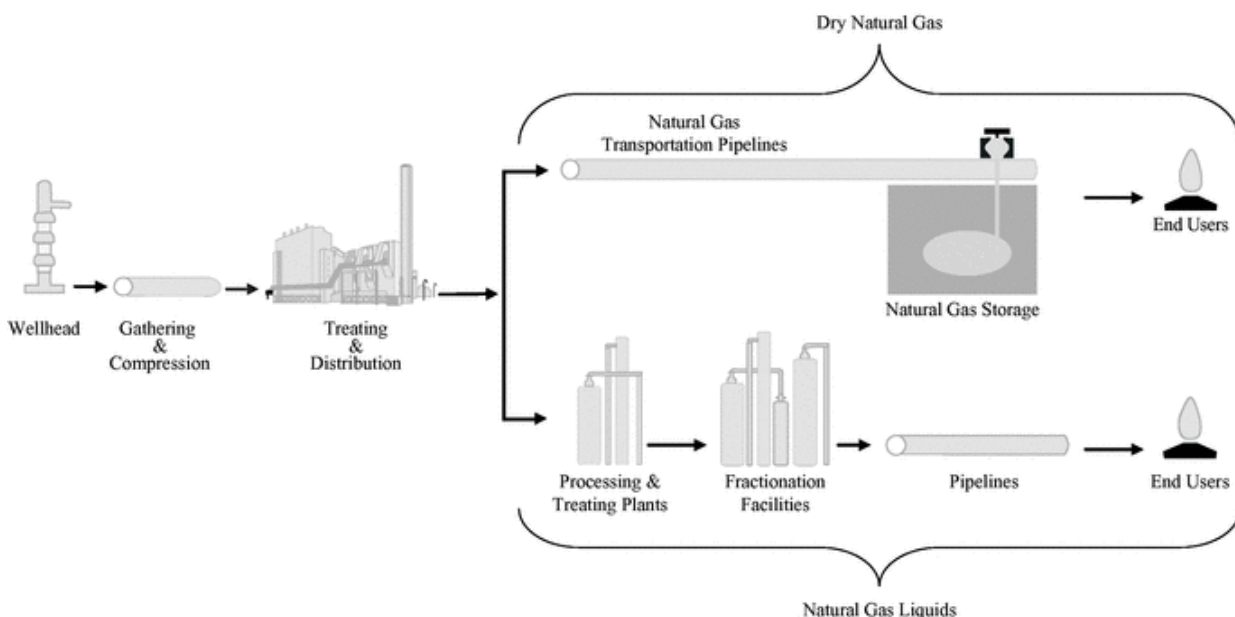 Dry Natural Gas
Natural Gas
Transportation Pipelines
End Users
Natural Gas Storage
Wellhead
Gathering
&
Compression
Treating
&
Distribution
Processing &
Treating Plants
Fractionation
Facilities
Pipelines
End Users
Natural Gas Liquids